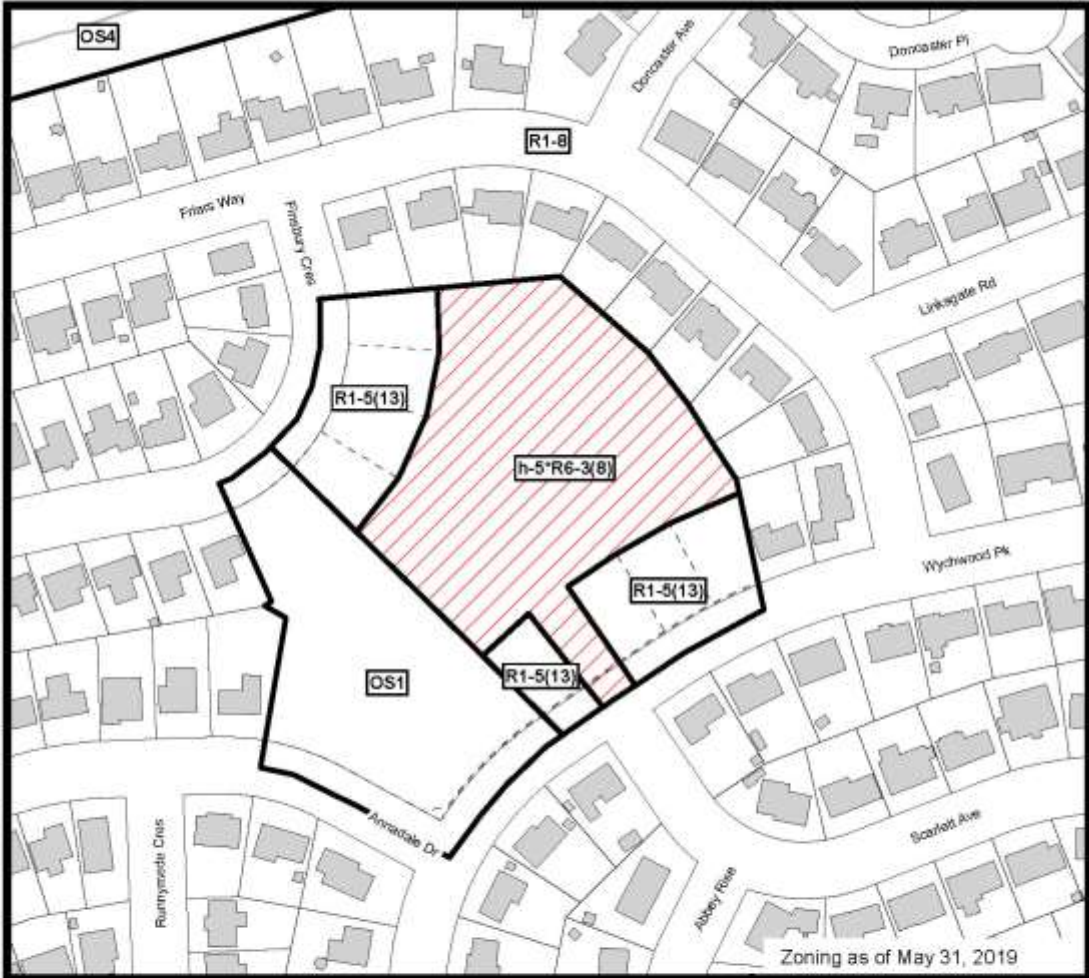 OS4
Doncaster Ave
Doncaster Pl
R1-8
Friars Way
Finsbury Cres
Linksgate Rd
R1-5(13)
h-5*R6-3(8)
Wychwood Pk
R1-5(13)
R1-5(13)
OS1
Annadale Dr
Scarlett Ave
Runnymede Cres
Abbey Rise
Zoning as of May 31, 2019